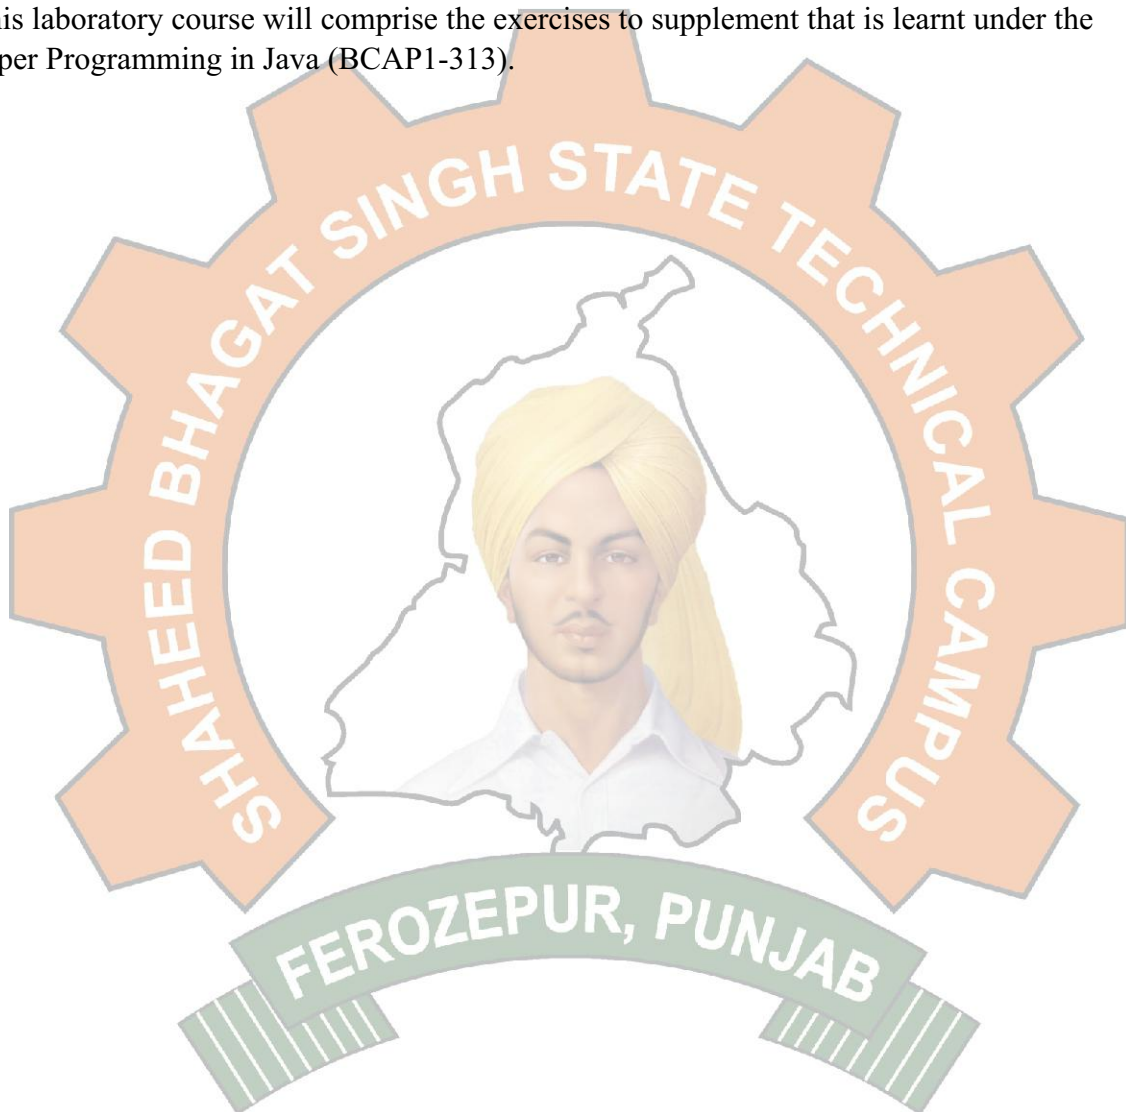 his laboratory course will comprise the exercises to supplement that is learnt under the
per Programming in Java (BCAP1-313).
SHAHEED BHAGAT SINGH STATE TECHNICAL CAMPUS
FEROZEPUR, PUNJAB